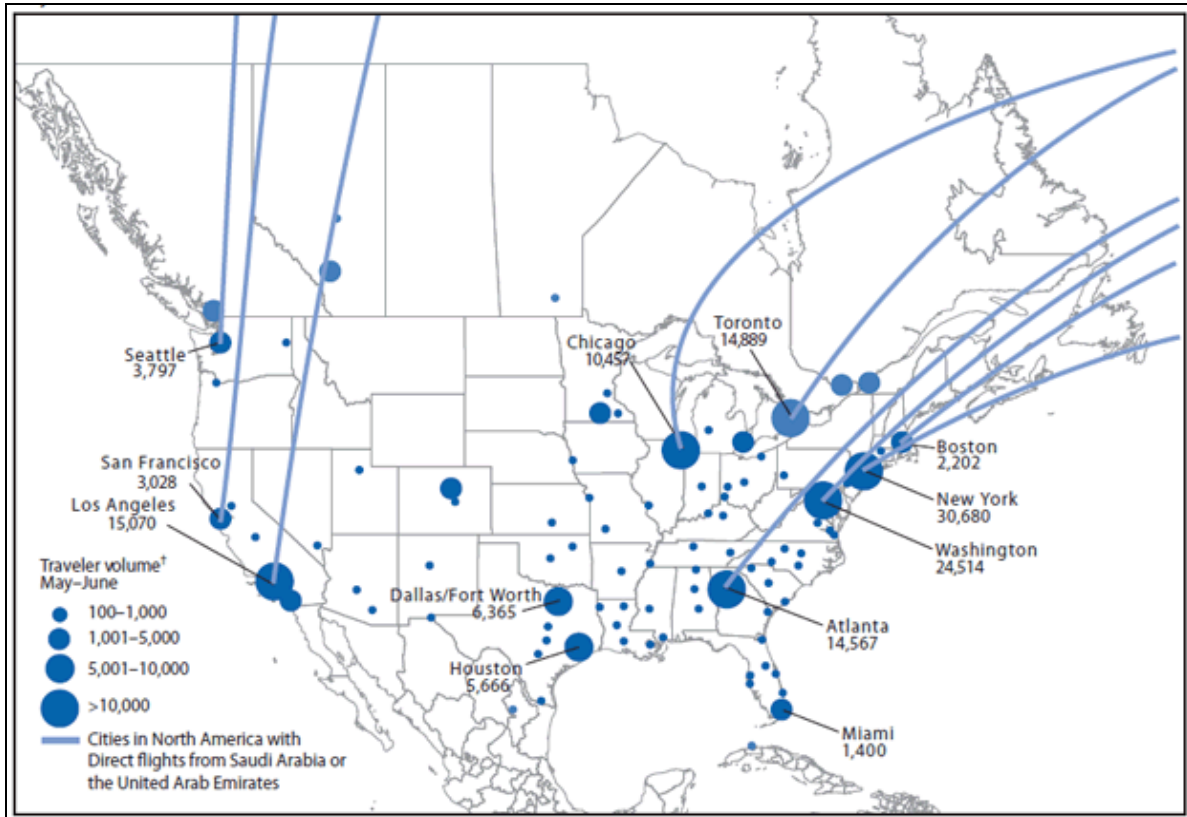 Toronto
14,889
Chicago
10,457
Seattle
3,797
Boston
2,202
San Francisco
3,028
New York
30,680
Los Angeles
15,070
Washington
24,514
Traveler volume†
May–June
100–1,000
1,001–5,000
5,001–10,000
>10,000
Cities in North America with
Direct flights from Saudi Arabia or
the United Arab Emirates
Dallas/Fort Worth
6,365
Atlanta
14,567
Houston
5,666
Miami
1,400